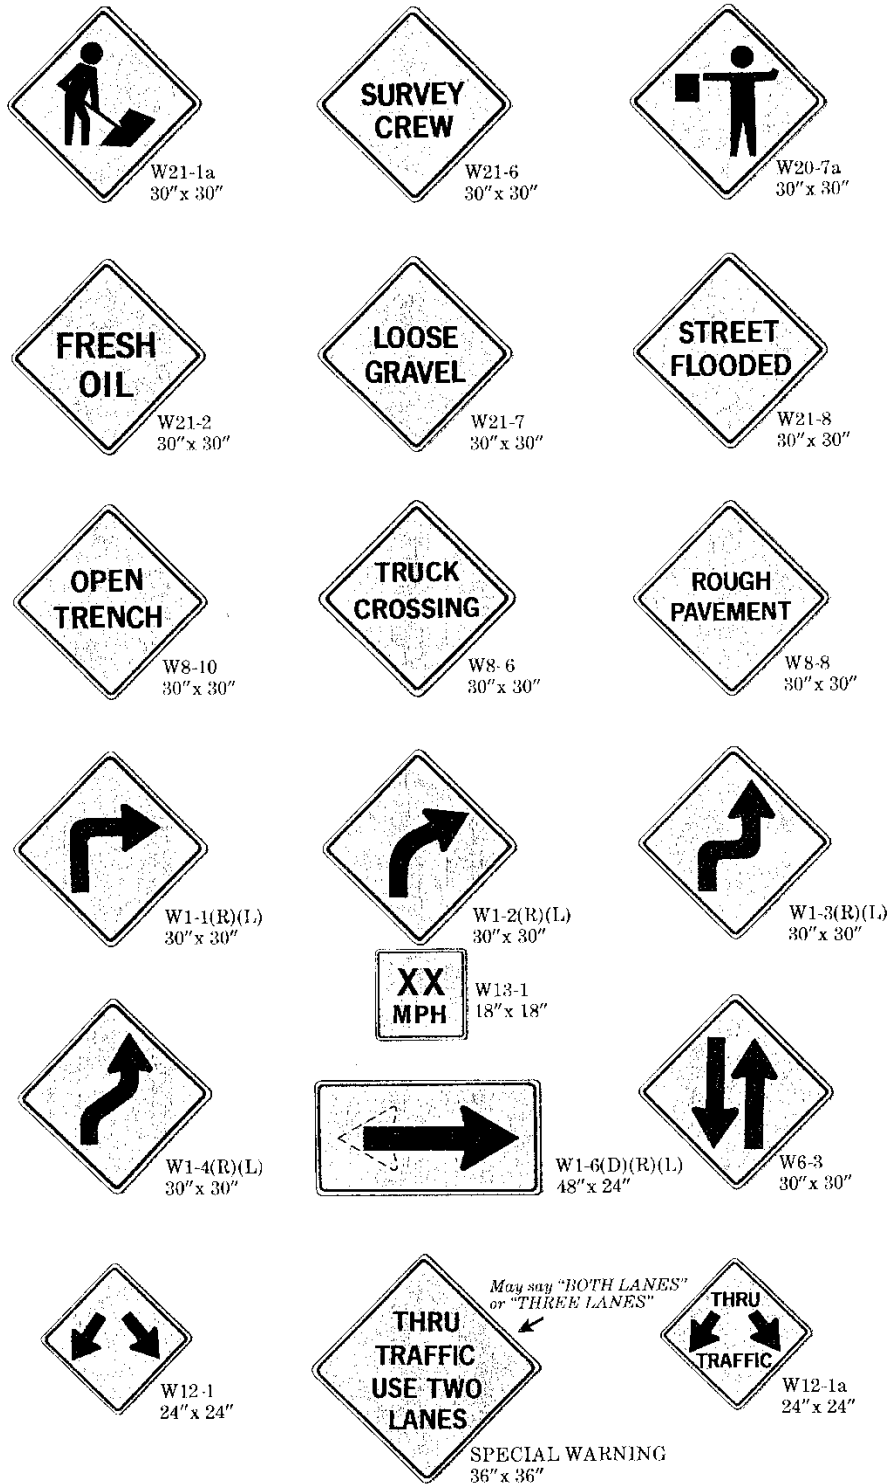 W21-1a
30"x 30"
SURVEY
CREW
W21-6
30"x 30"
W20-7a
30"x 30"
FRESH
OIL
W21-2
30"x 30"
LOOSE
GRAVEL
W21-7
30"x 30"
STREET
FLOODED
W21-8
30"x 30"
OPEN
TRENCH
W8-10
30"x 30"
TRUCK
CROSSING
W8-6
30"x 30"
ROUGH
PAVEMENT
W8-8
30"x 30"
W1-1(R)(L)
30"x 30"
W1-2(R)(L)
30"x 30"
W1-3(R)(L)
30"x 30"
XX
MPH
W13-1
18"x 18"
W1-4(R)(L)
30"x 30"
W1-6(D)(R)(L)
48"x 24"
W6-3
30"x 30"
W12-1
24"x 24"
May say "BOTH LANES"
or "THREE LANES"
THRU
TRAFFIC
USE TWO
LANES
SPECIAL WARNING
36"x 36"
THRU
TRAFFIC
W12-1a
24"x 24"